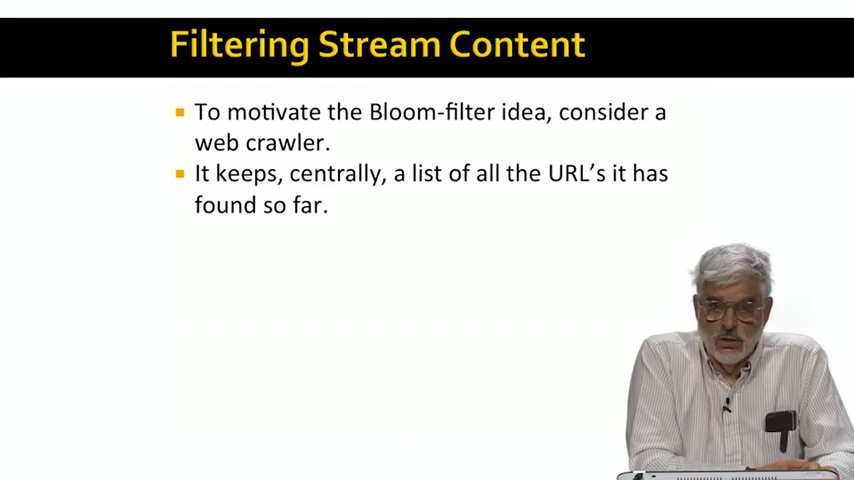 Filtering Stream Content
To motivate the Bloom-filter idea, consider a
web crawler.
It keeps, centrally, a list of all the URL’s it has
found so far.